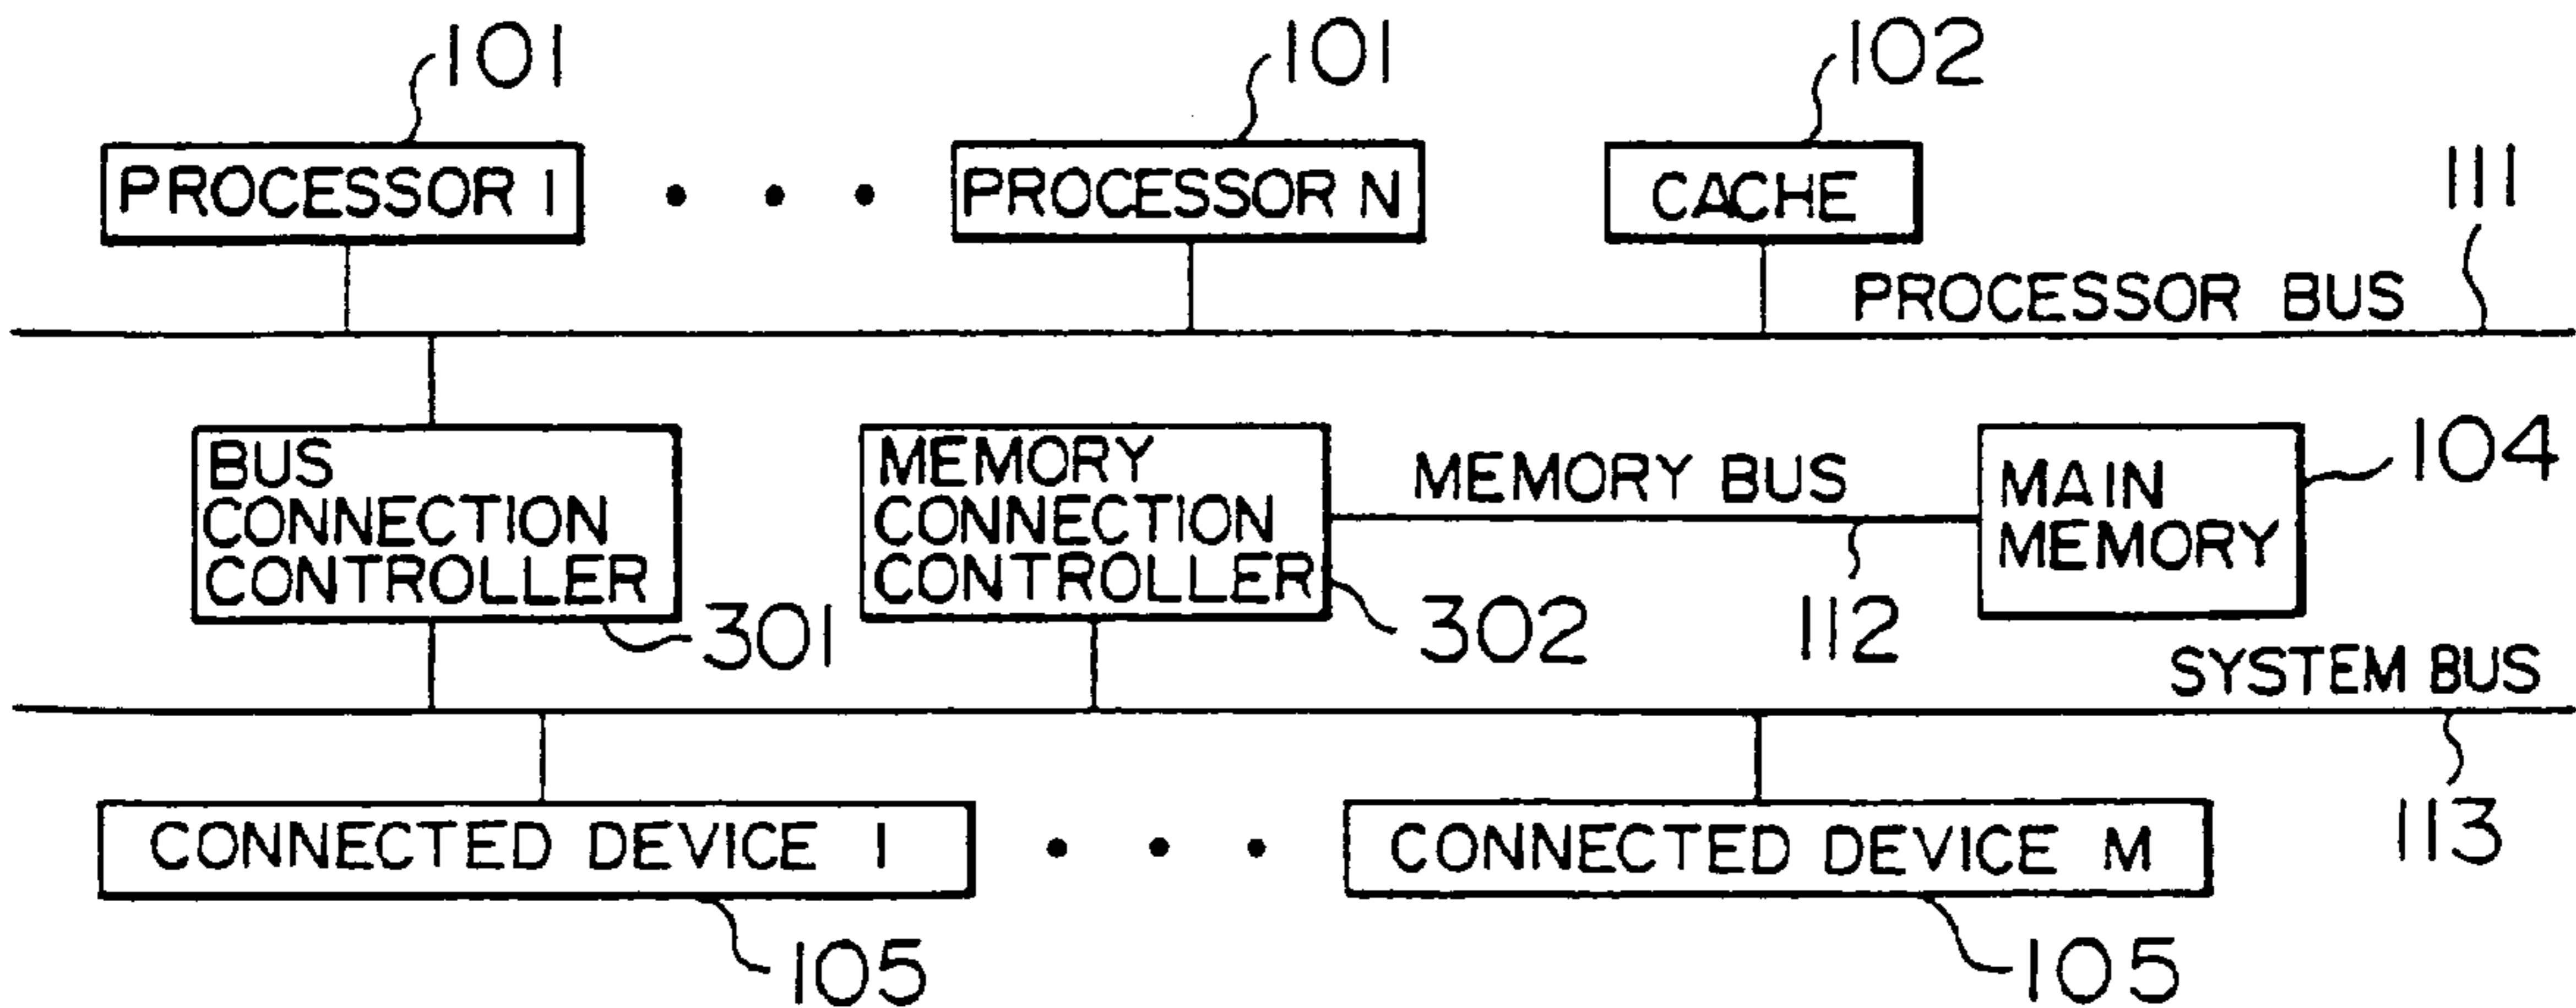 101 101 102
PROCESSOR 1 • • • PROCESSOR N CACHE 111
PROCESSOR BUS
BUS CONNECTION CONTROLLER
MEMORY CONNECTION CONTROLLER
MEMORY BUS
MAIN MEMORY
104
301 302 112
SYSTEM BUS
CONNECTED DEVICE 1 • • • CONNECTED DEVICE M 113
105 105